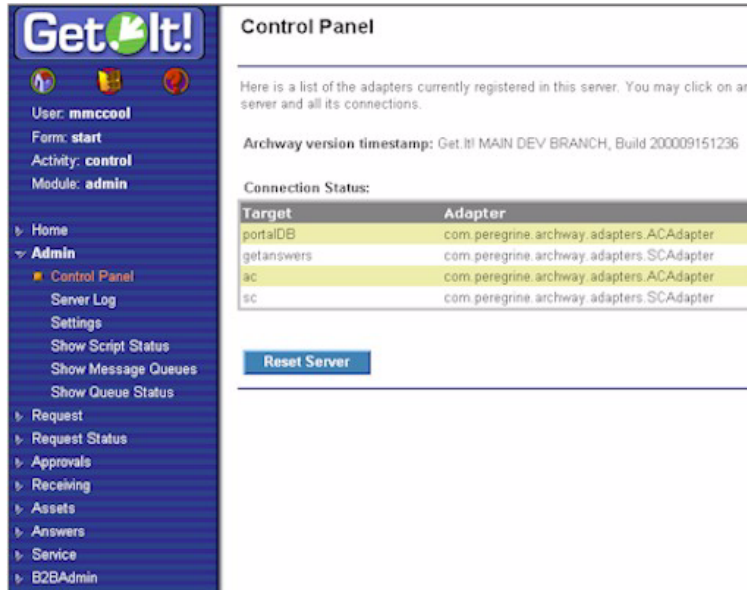 Get.It!
User: mmccool
Form: start
Activity: control
Module: admin
Home
Admin
Control Panel
Server Log
Settings
Show Script Status
Show Message Queues
Show Queue Status
Request
Request Status
Approvals
Receiving
Assets
Answers
Service
B2BAdmin
Control Panel
Here is a list of the adapters currently registered in this server. You may click on
server and all its connections.
Archway version timestamp: Get.It! MAIN DEV BRANCH, Build 200009151236
Connection Status:
Target Adapter
portalDB com.peregrine.archway.adapters.ACAdapter
getanswers com.peregrine.archway.adapters.SCAdapter
ac com.peregrine.archway.adapters.ACAdapter
sc com.peregrine.archway.adapters.SCAdapter
Reset Server